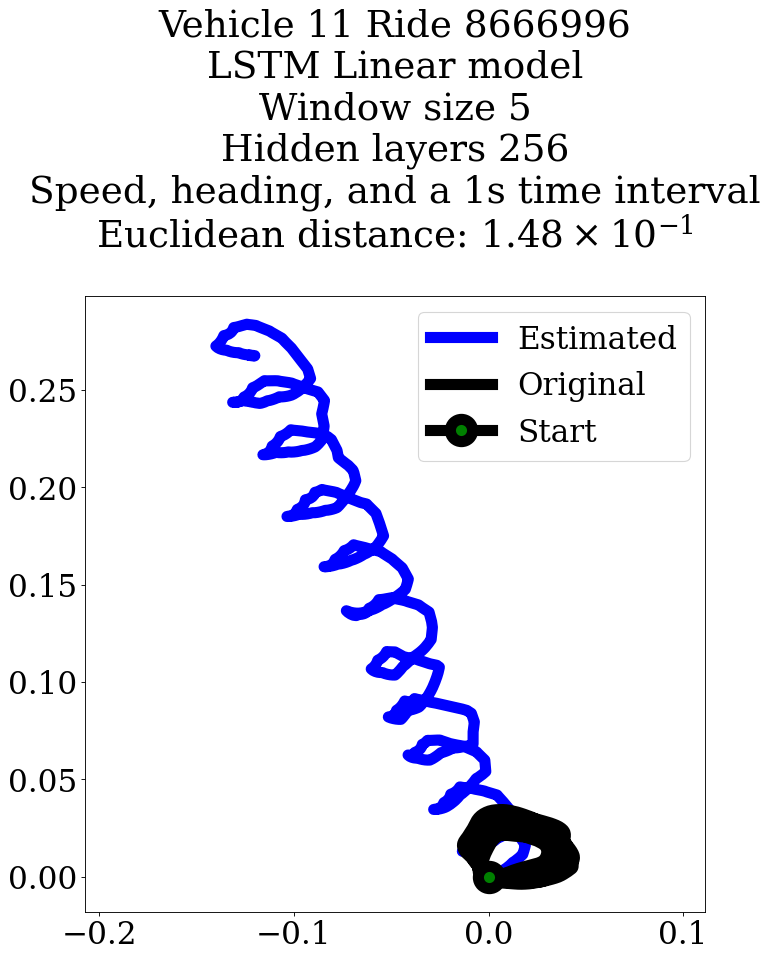 Vehicle 11 Ride 8666996
LSTM Linear model
Window size 5
Hidden layers 256
Speed, heading, and a 1s time interval
Euclidean distance: 1.48 × 10⁻¹
Estimated
Original
Start
0.25
0.20
0.15
0.10
0.05
0.00
−0.2 −0.1 0.0 0.1